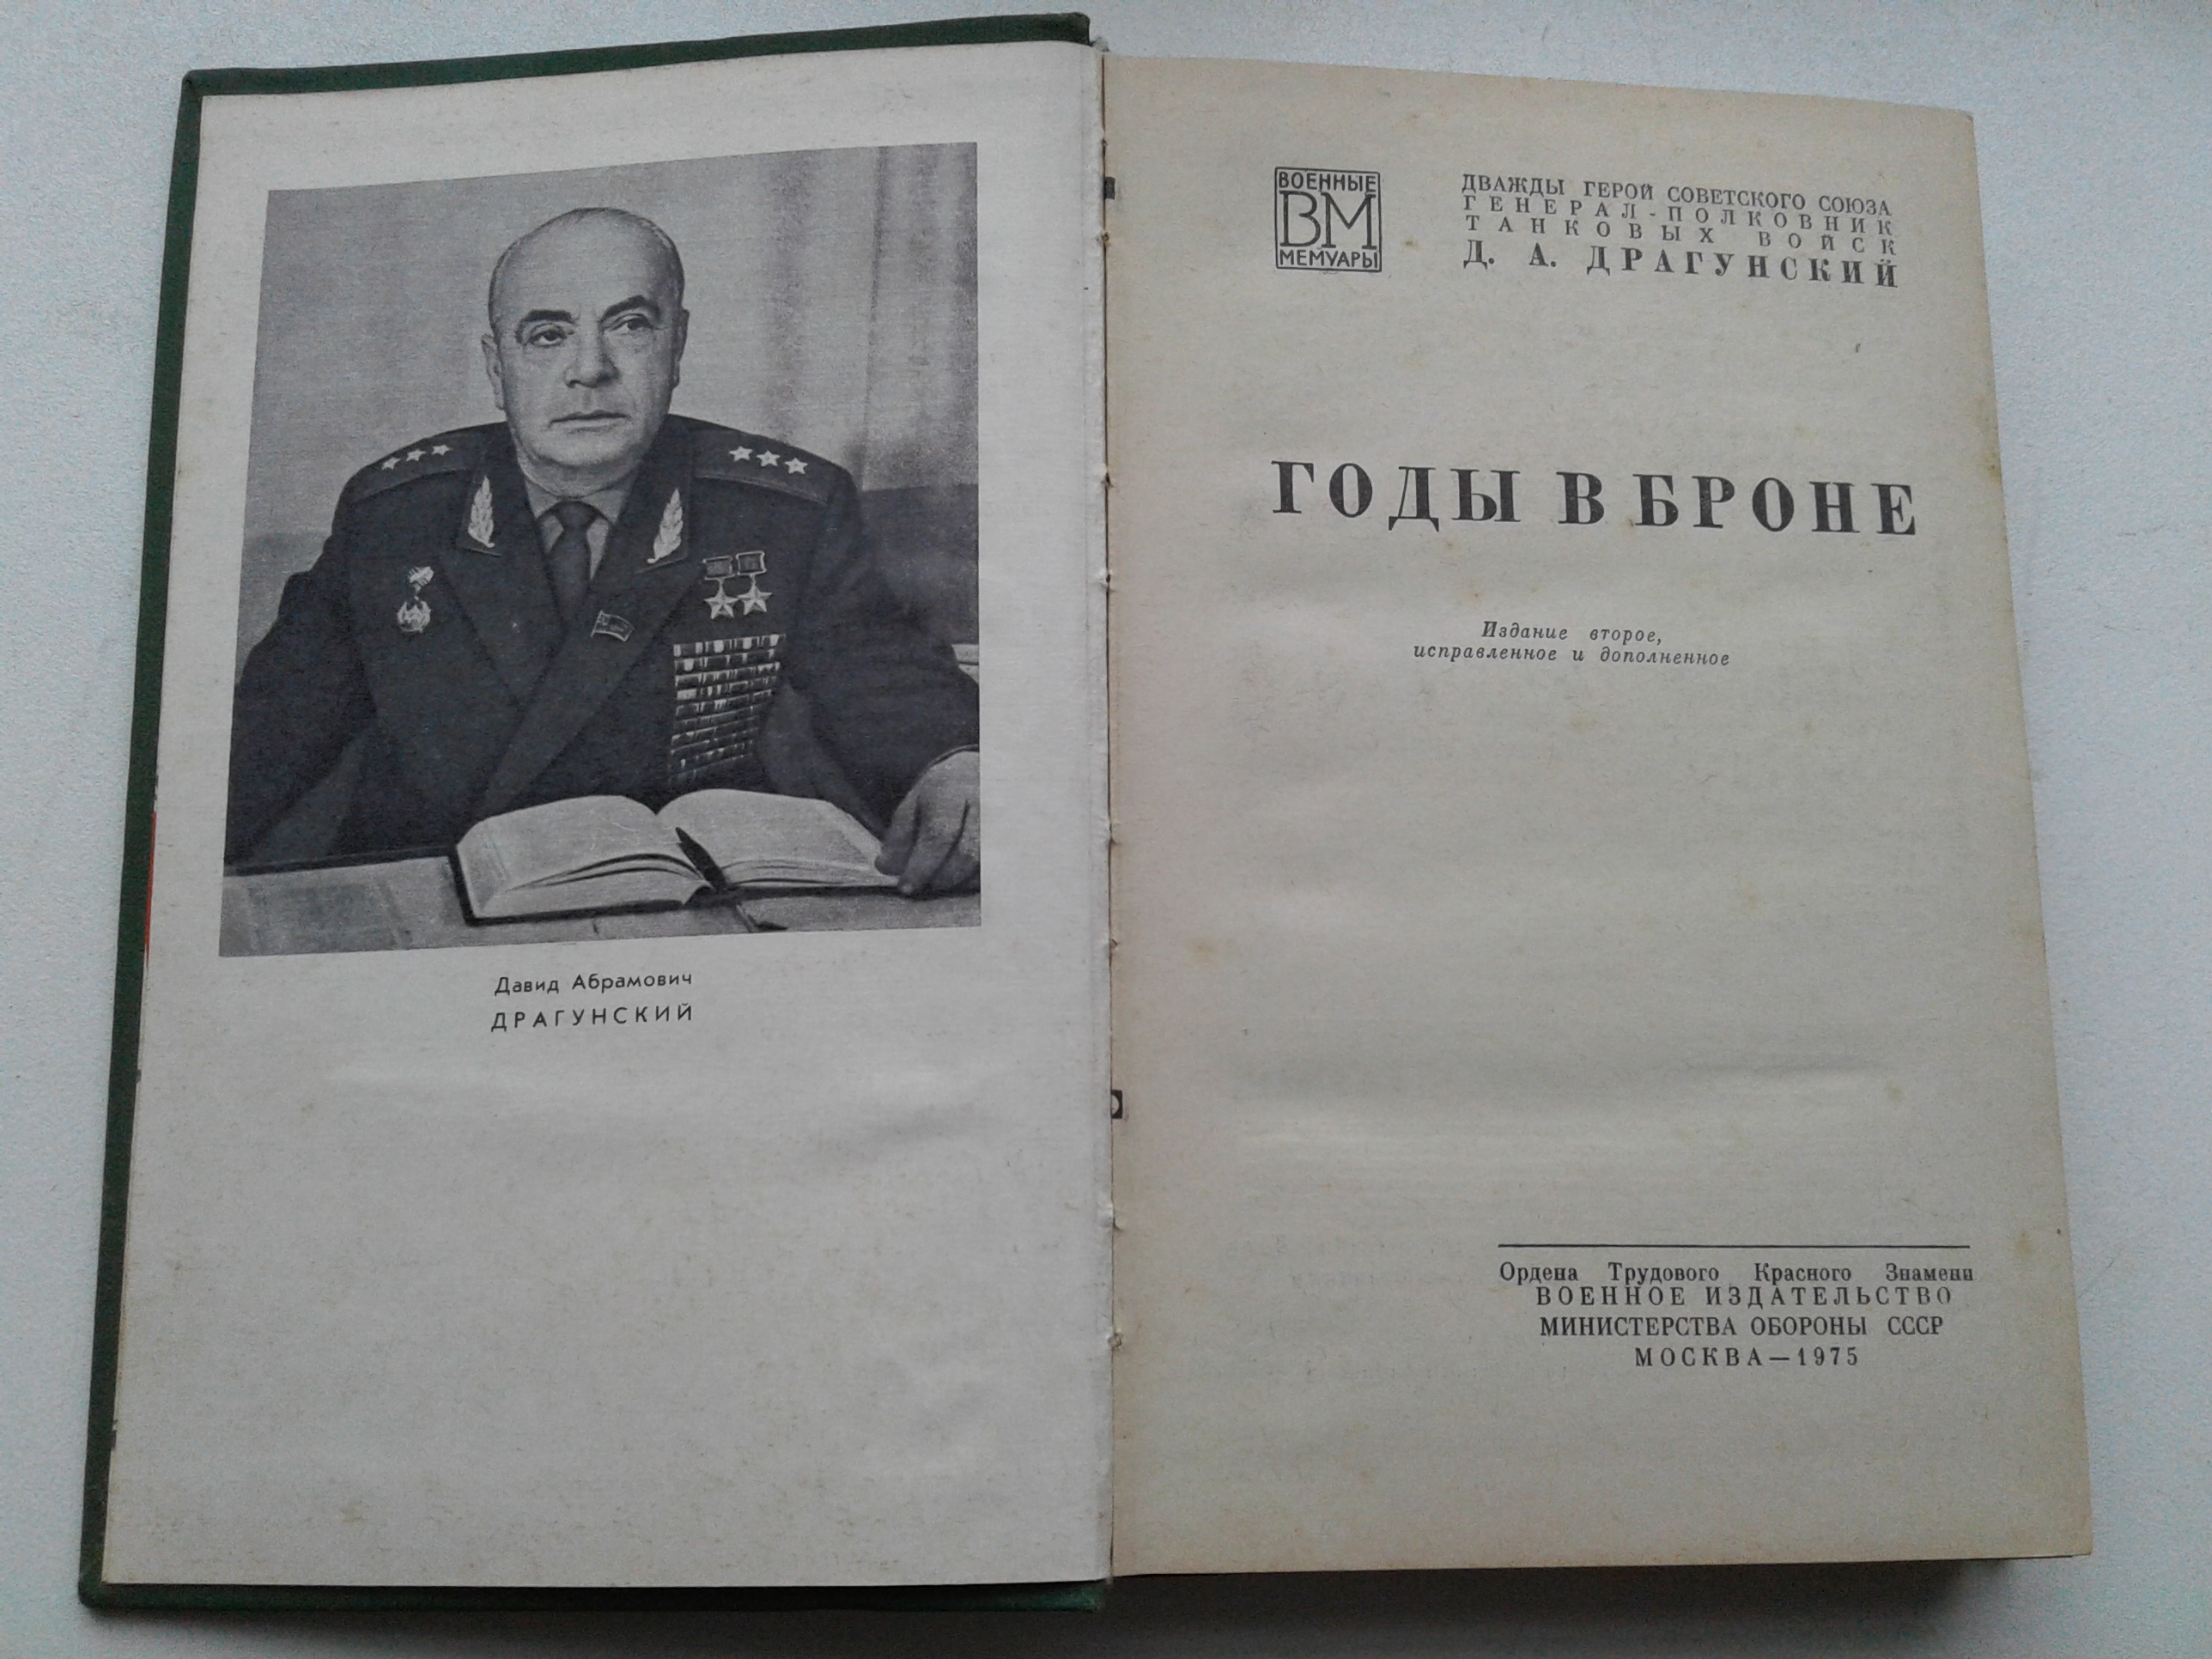 Давид Абрамович
ДРАГУНСКИЙ
ВОЕННЫЕ
ВМ
МЕМУАРЫ
ДВАЖДЫ ГЕРОЙ СОВЕТСКОГО СОЮЗА
ГЕНЕРАЛ-ПОЛКОВНИК
ТАНКОВЫХ ВОЙСК
Д. А. ДРАГУНСКИЙ
ГОДЫ В БРОНЕ
Издание второе,
исправленное и дополненное
Ордена Трудового Красного Знамени
ВОЕННОЕ ИЗДАТЕЛЬСТВО
МИНИСТЕРСТВА ОБОРОНЫ СССР
МОСКВА—1975